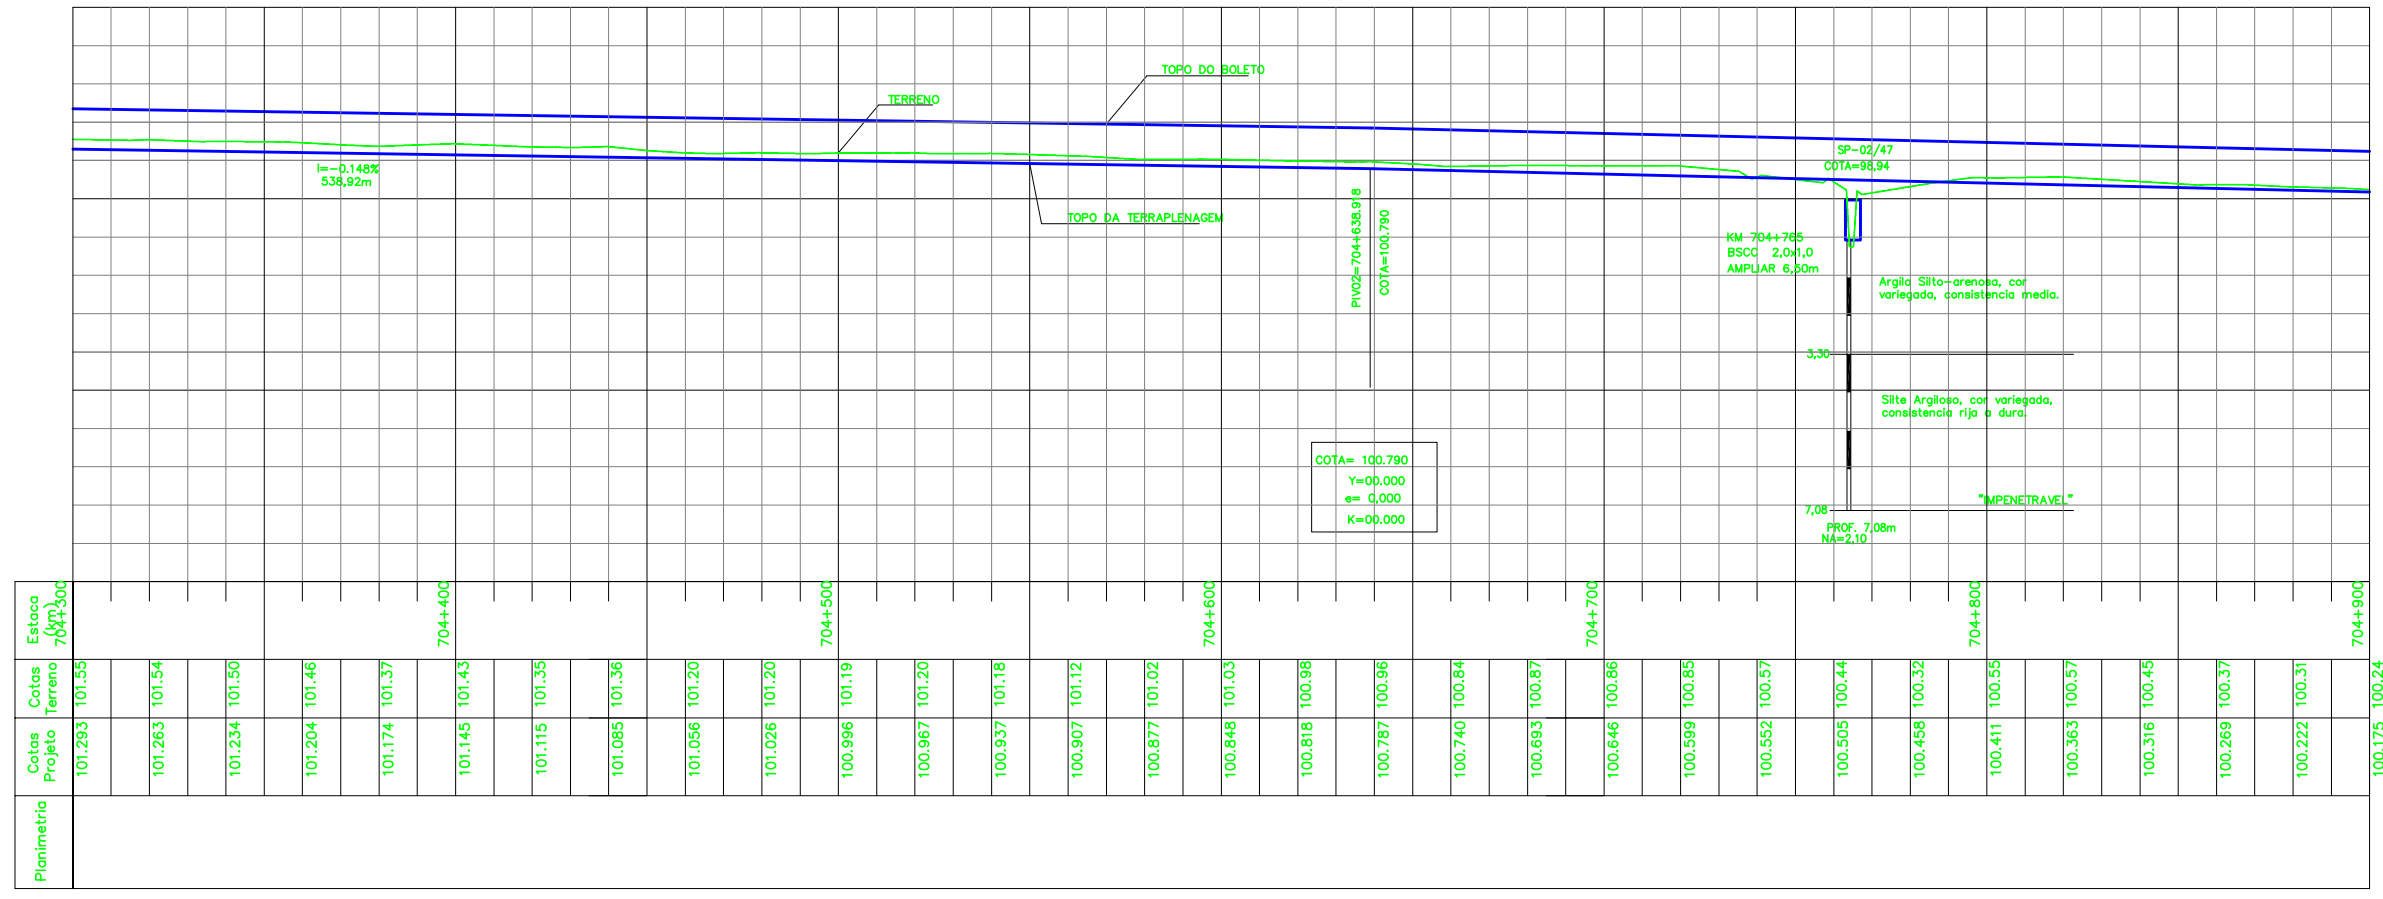 TOPO DO BOLETO
TERRENO
I=-0.148%
538,92m
TOPO DA TERRAPLENAGEM
PIV02=704+638.918
COTA=100.790
SP-02/47
COTA=98,94
KM 704+765
BSCC 2,0x1,0
AMPLIAR 6,50m
Argila Silto-arenosa, cor
variegada, consistencia media.
3,30
Silte Argiloso, cor variegada,
consistencia rija a dura.
"IMPENETRAVEL"
7,08
PROF. 7,08m
NA=2,10
COTA= 100.790
Y=00.000
e= 0,000
K=00.000
Estaca
(km)
704+300 704+400 704+500 704+600 704+700 704+800 704+900
Cotas
Terreno
101.55 101.54 101.50 101.46 101.37 101.43 101.35 101.36 101.20 101.20 101.19 101.20 101.18 101.12 101.02 101.03 100.98 100.96 100.84 100.87 100.86 100.85 100.57 100.44 100.32 100.55 100.57 100.45 100.37 100.31 100.24
Cotas
Projeto
101.293 101.263 101.234 101.204 101.174 101.145 101.115 101.085 101.056 101.026 100.996 100.967 100.937 100.907 100.877 100.848 100.818 100.787 100.740 100.693 100.646 100.599 100.552 100.505 100.458 100.411 100.363 100.316 100.269 100.222 100.175
Planimetria